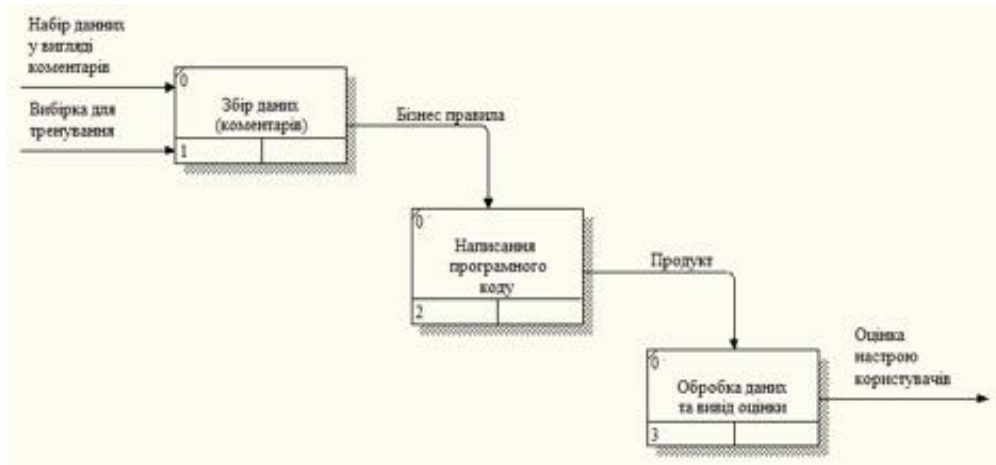 Набір данних
у вигляді
коментарів
Вибірка для
тренування
0
Збір даних
(коментарів)
1
Бізнес правила
0
Написання
програмного
коду
2
Продукт
0
Обробка даних
та вивід оцінки
3
Оцінка
настрою
користувачів